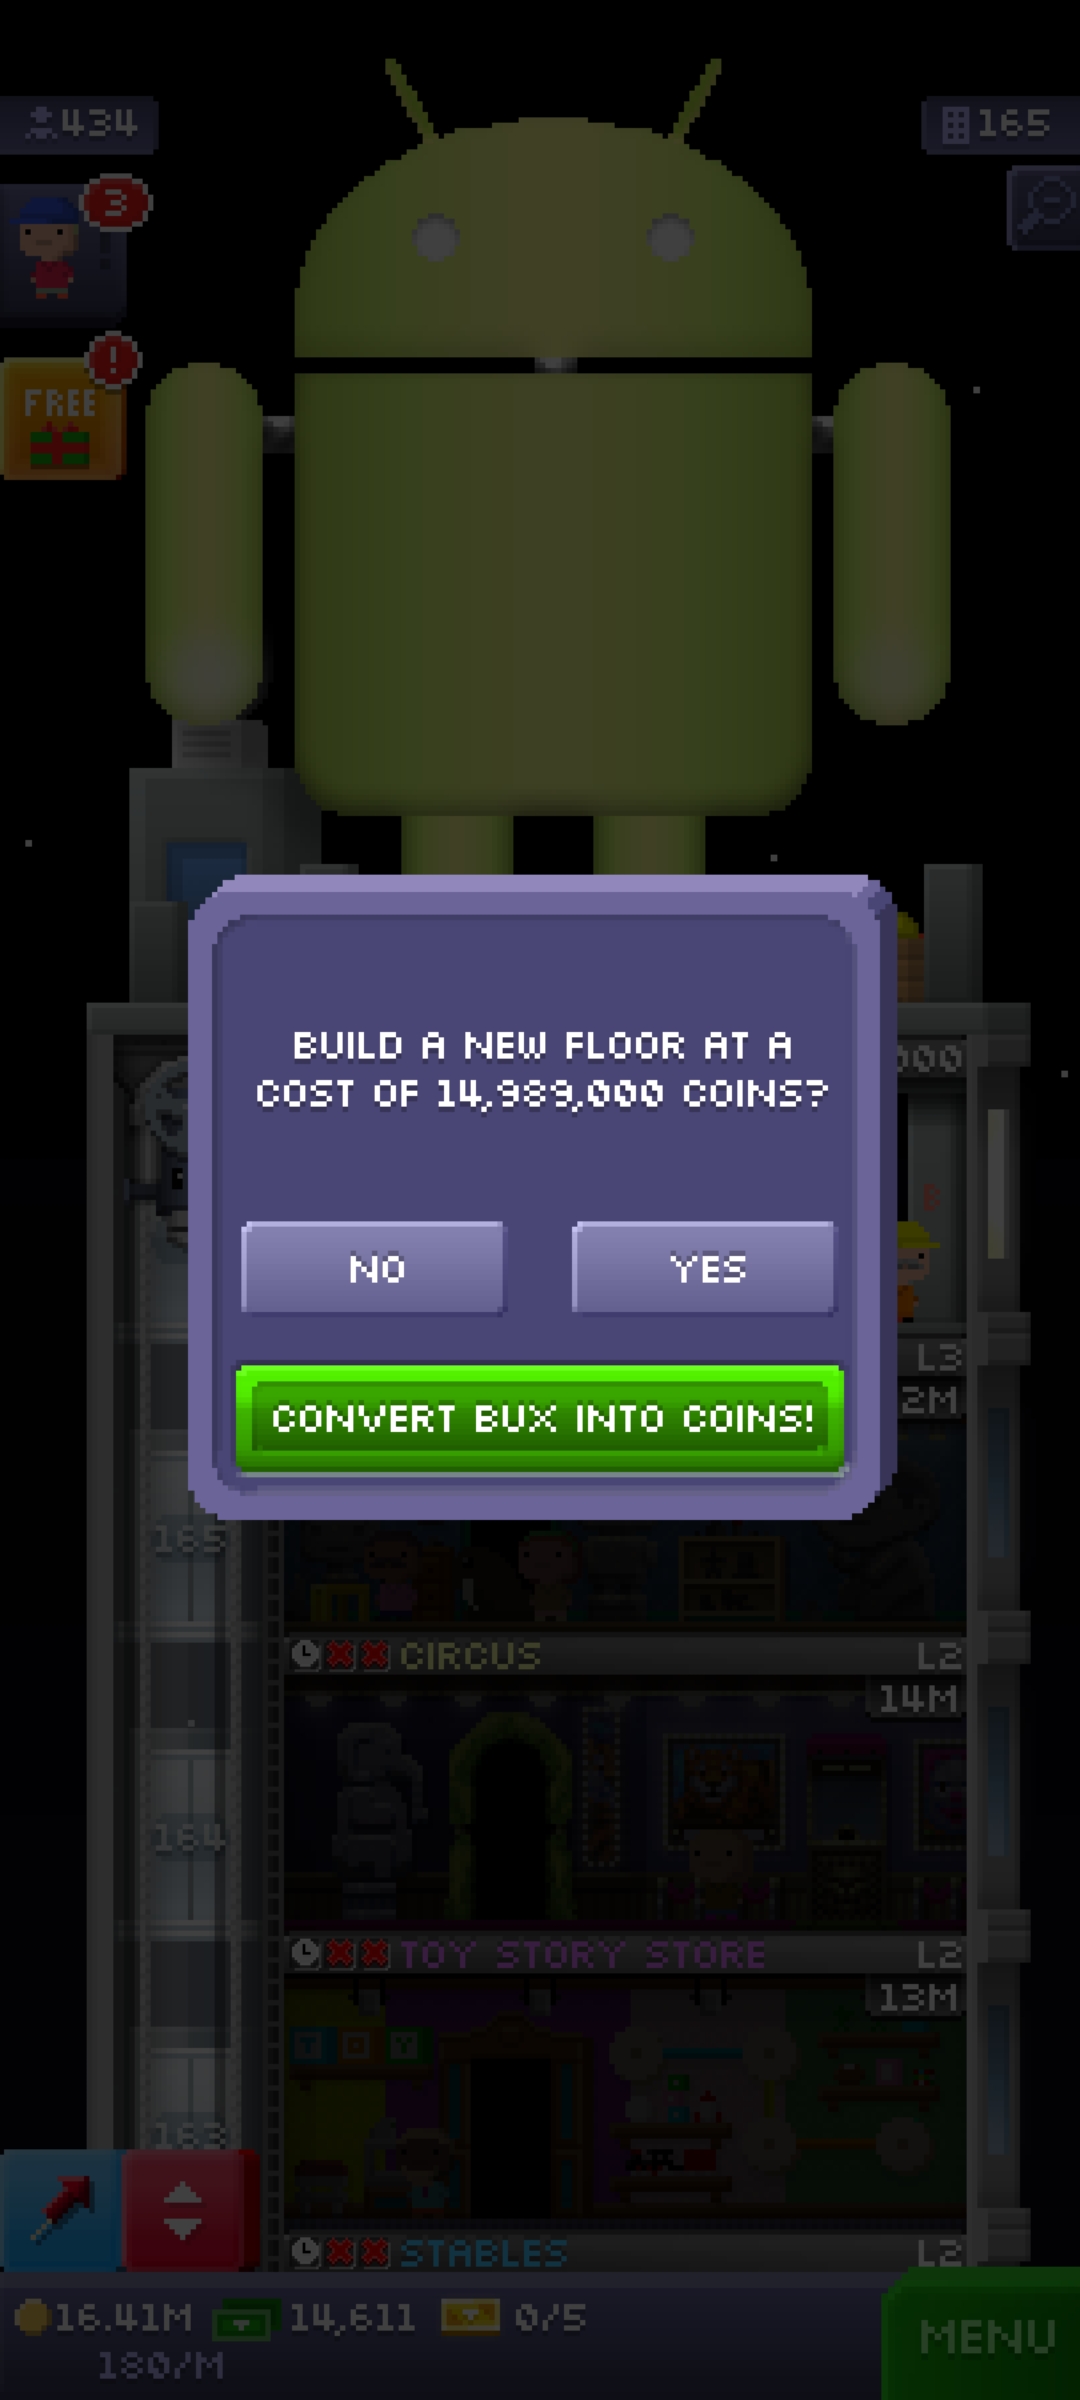 434
165
3
!
FREE
BUILD A NEW FLOOR AT A
COST OF 14,989,000 COINS?
NO
YES
CONVERT BUX INTO COINS!
L3
2M
165
CIRCUS
L2
14M
164
TOY STORY STORE
L2
13M
TOY
163
STABLES
L2
16.41M
14,611
0/5
MENU
180/M